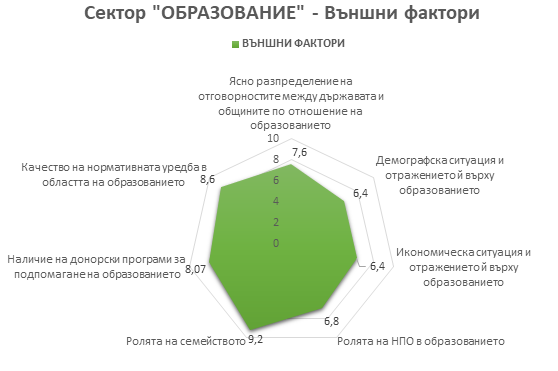 Сектор "ОБРАЗОВАНИЕ" - Външни фактори
ВЪНШНИ ФАКТОРИ
Ясно разпределение на
отговорностите между държавата и
общините по отношение на
образованието
10
8
6
4
2
0
7,6
Демографска ситуация и
отражението й върху
образованието
6,4
Икономическа ситуация и
отражението й върху
образованието
6,4
Ролята на НПО в образованието
6,8
Ролята на семейството
9,2
Наличие на донорски програми за
подпомагане на образованието
8,07
Качество на нормативната уредба в
областта на образованието
8,6